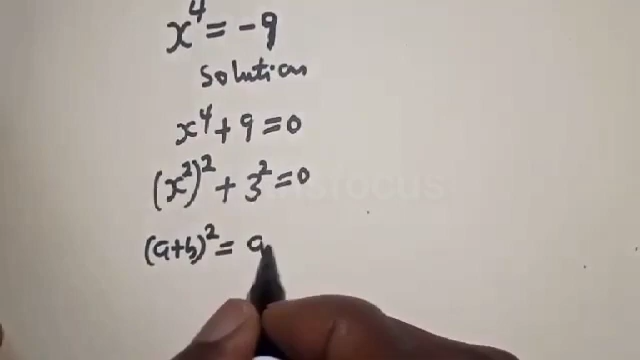 x⁴ = -9
Solution
x⁴ + 9 = 0
(x²)² + 3² = 0
(a+b)² = a